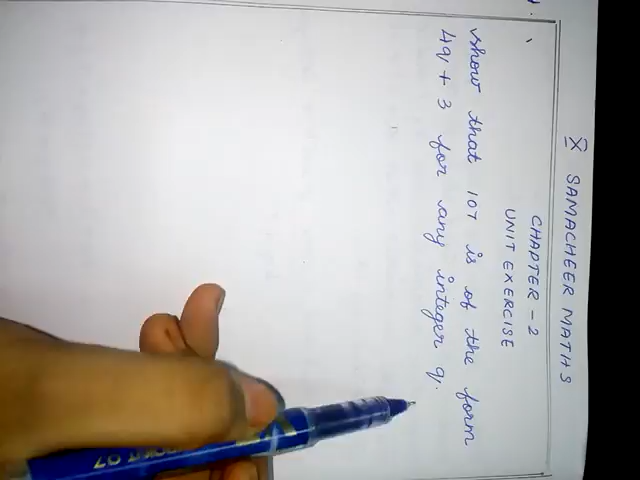 X SAMACHEER MATHS
CHAPTER - 2
UNIT EXERCISE
show that 107 is of the form
4q + 3 for any integer q.